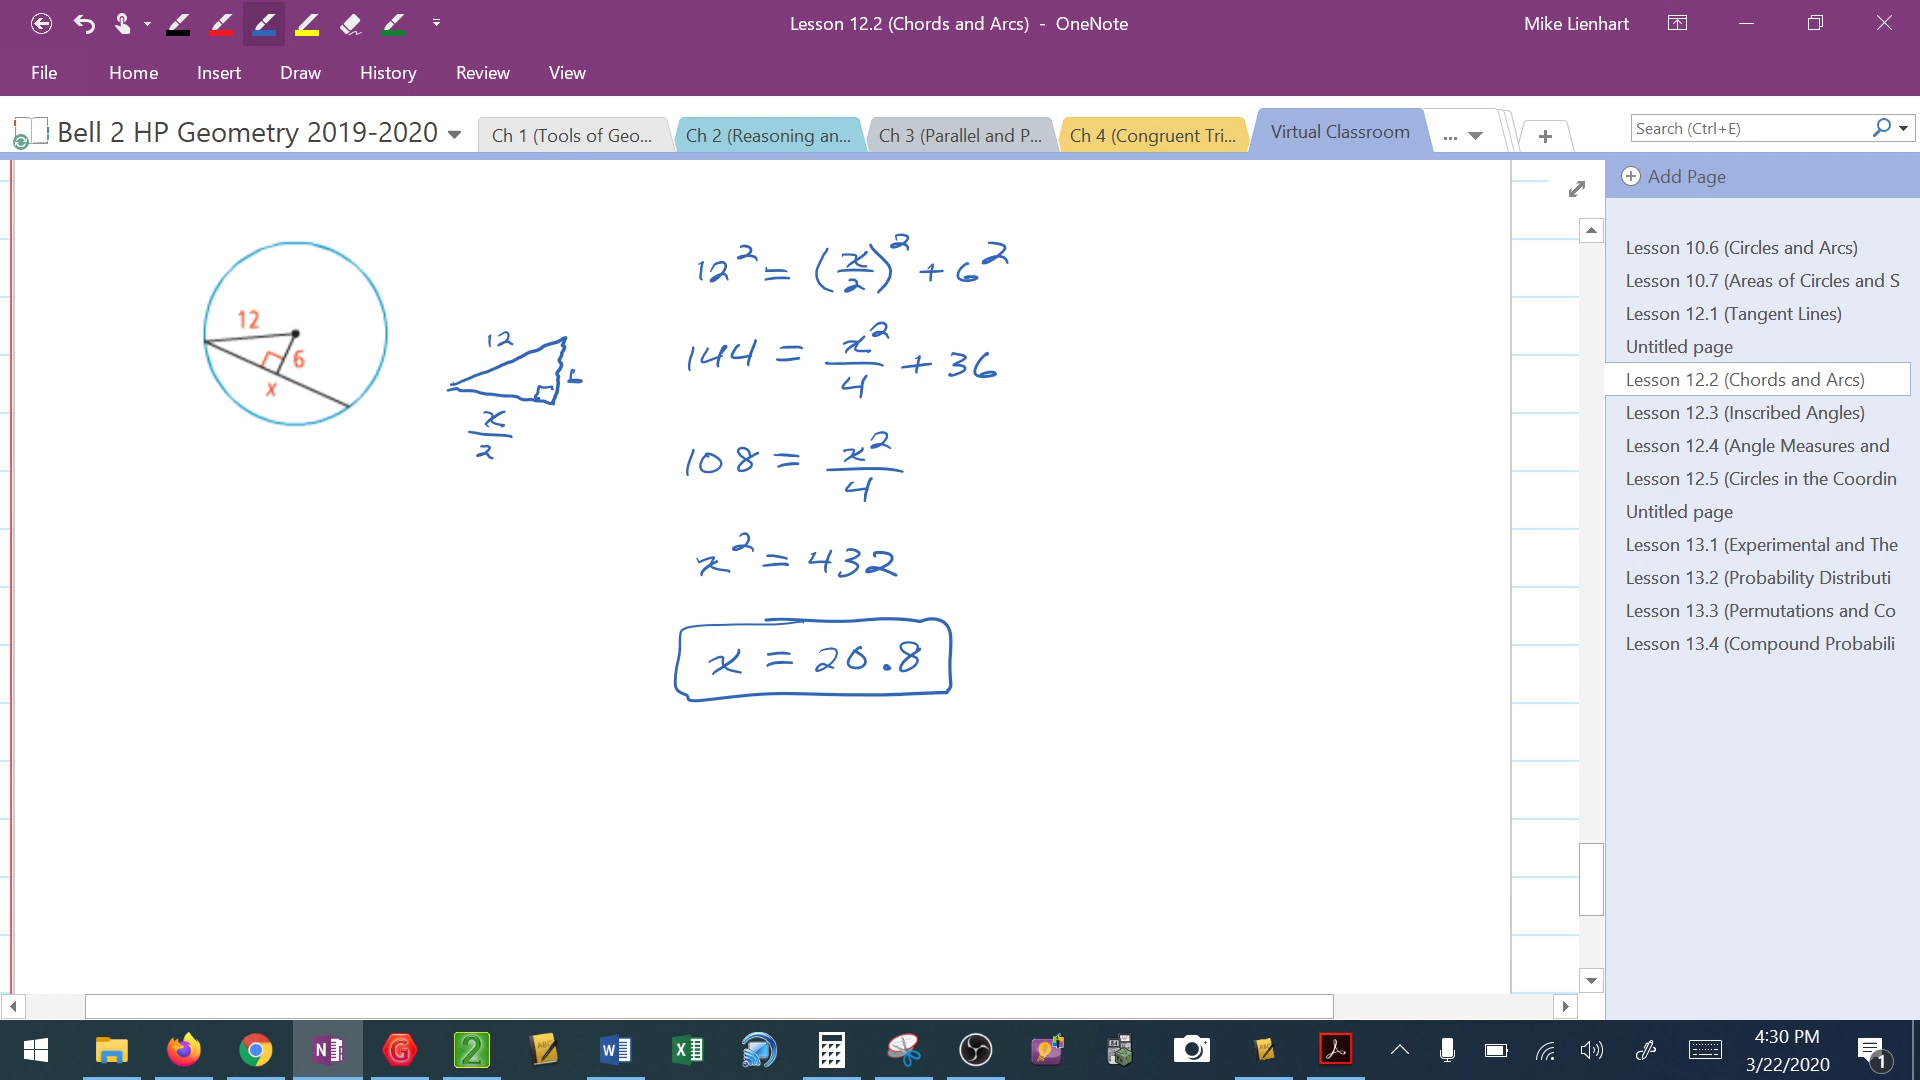 Lesson 12.2 (Chords and Arcs) - OneNote
Mike Lienhart
File Home Insert Draw History Review View
Bell 2 HP Geometry 2019-2020
Ch 1 (Tools of Geo...
Ch 2 (Reasoning an...
Ch 3 (Parallel and P...
Ch 4 (Congruent Tri...
Virtual Classroom
...
Search (Ctrl+E)
Add Page
Lesson 10.6 (Circles and Arcs)
Lesson 10.7 (Areas of Circles and S
Lesson 12.1 (Tangent Lines)
Untitled page
Lesson 12.2 (Chords and Arcs)
Lesson 12.3 (Inscribed Angles)
Lesson 12.4 (Angle Measures and
Lesson 12.5 (Circles in the Coordin
Untitled page
Lesson 13.1 (Experimental and The
Lesson 13.2 (Probability Distributi
Lesson 13.3 (Permutations and Co
Lesson 13.4 (Compound Probabili
12
6
x
12
6
x/2
12² = (x/2)² + 6²
144 = x²/4 + 36
108 = x²/4
x² = 432
x = 20.8
4:30 PM
3/22/2020
1